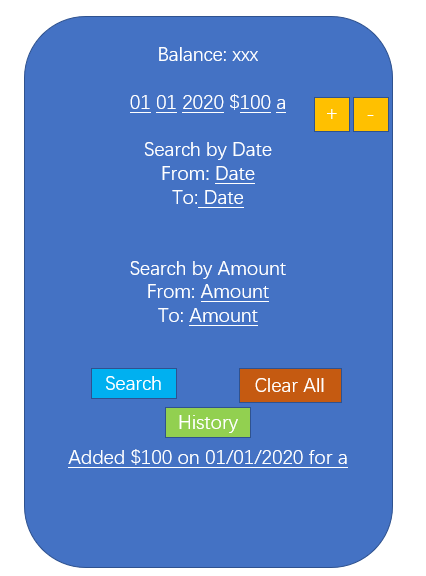 Balance: xxx
01 01 2020 $100 a
+ -
Search by Date
From: Date
To: Date
Search by Amount
From: Amount
To: Amount
Search Clear All
History
Added $100 on 01/01/2020 for a